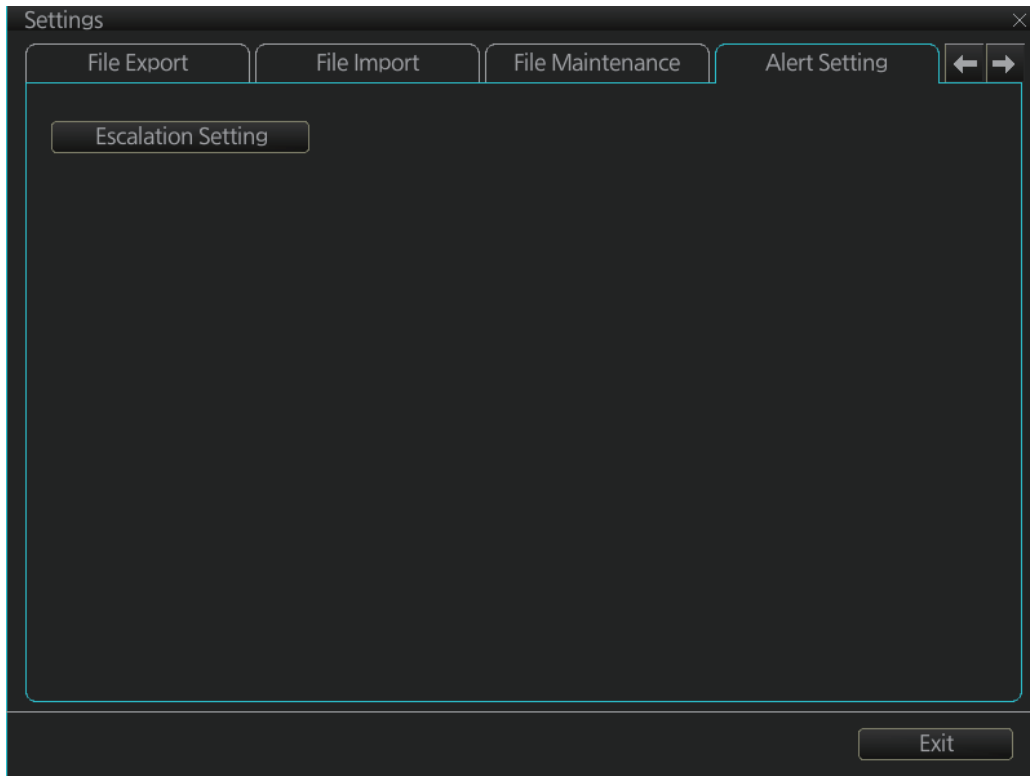 Settings
File Export File Import File Maintenance Alert Setting
Escalation Setting
Exit